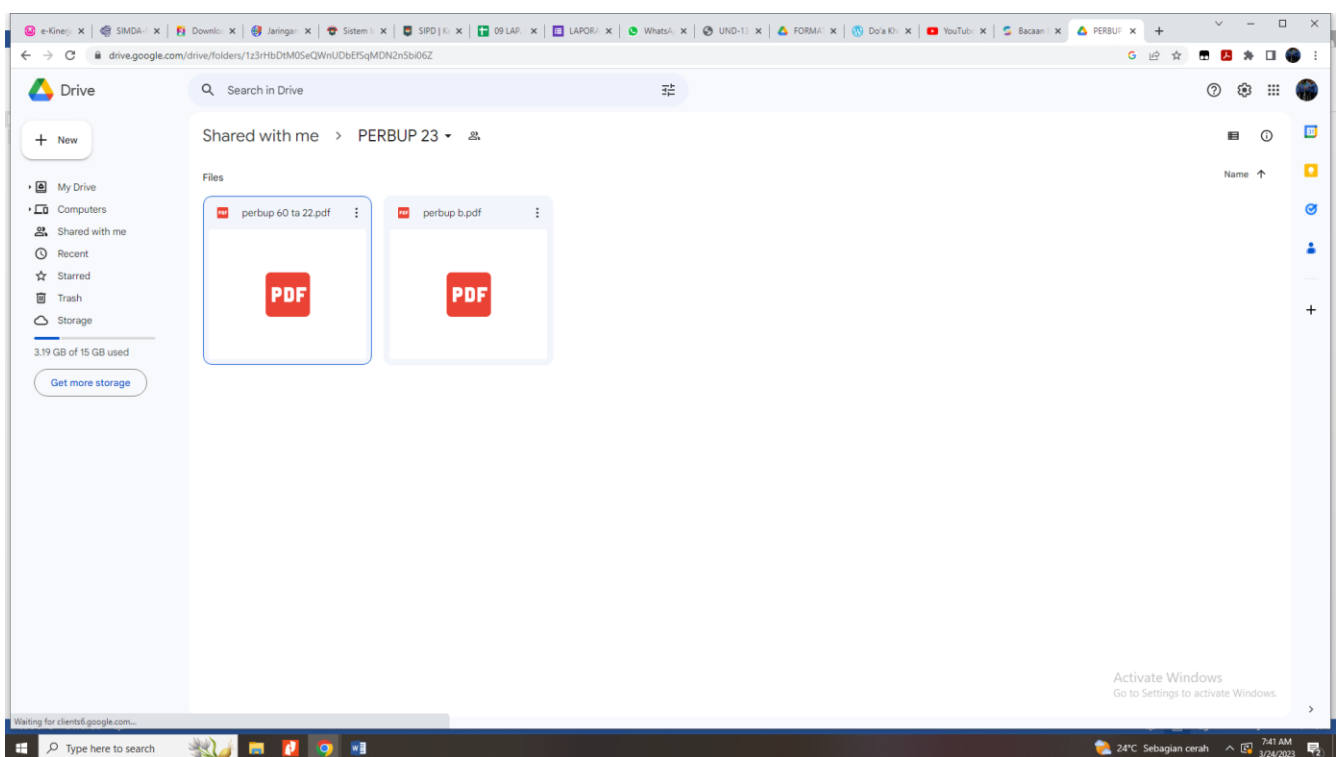 e-Kinerj
SIMDA-
Downlo
Jaringan
Sistem I
SIPD | K
09 LAP.
LAPORA
WhatsA
UND-13
FORMAT
Do'a Kh
YouTube
Bacaan
PERBUP
drive.google.com/drive/folders/1z3rHbDtM0SeQWnUDbEfSqMDN2n5bi06Z
Drive
Search in Drive
New
Shared with me > PERBUP 23
My Drive
Computers
Shared with me
Recent
Starred
Trash
Storage
3.19 GB of 15 GB used
Get more storage
Files
Name
perbup 60 ta 22.pdf
perbup b.pdf
PDF
PDF
Activate Windows
Go to Settings to activate Windows.
Waiting for clients6.google.com...
Type here to search
24°C Sebagian cerah
7:41 AM
3/24/2023